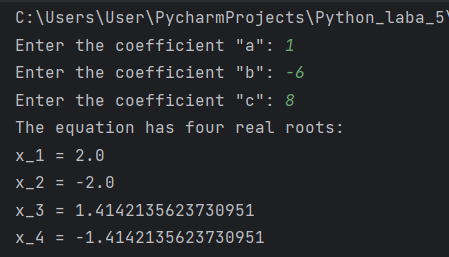 C:\Users\User\PycharmProjects\Python_laba_5\
Enter the coefficient "a": 1
Enter the coefficient "b": -6
Enter the coefficient "c": 8
The equation has four real roots:
x_1 = 2.0
x_2 = -2.0
x_3 = 1.4142135623730951
x_4 = -1.4142135623730951